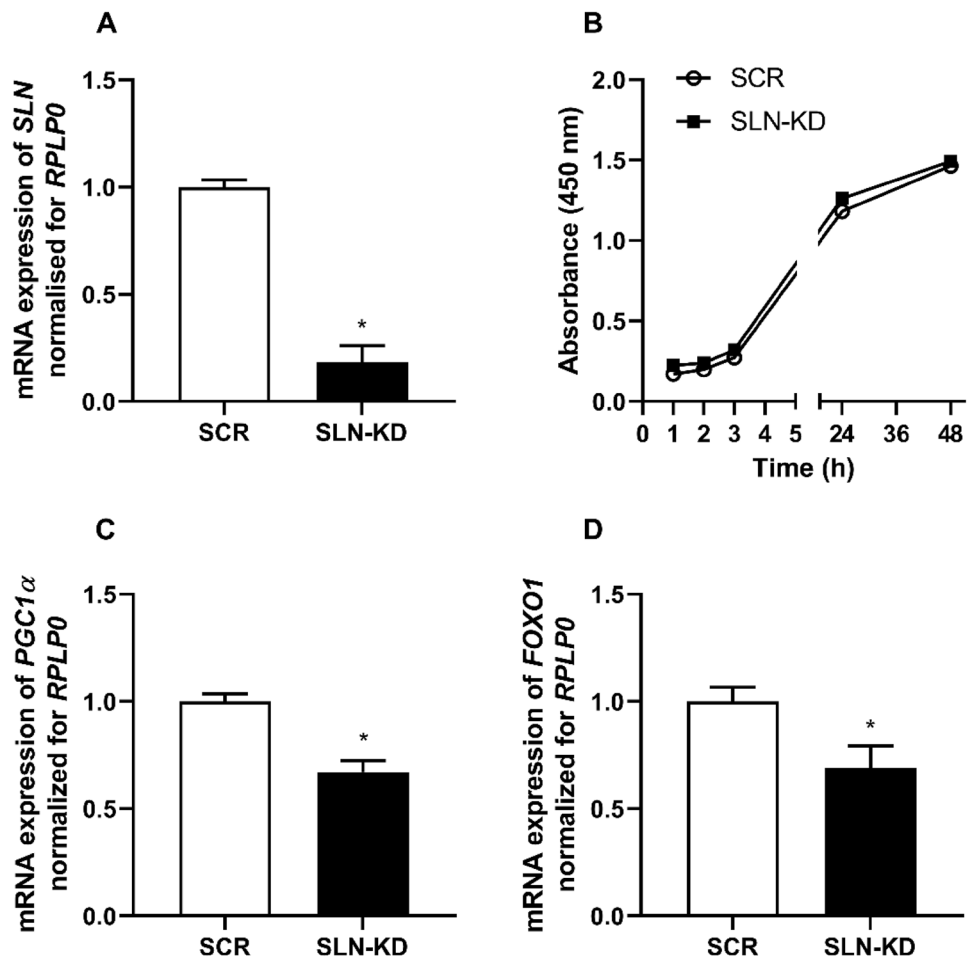 A
mRNA expression of SLN
normalised for RPLP0
1.5
1.0
0.5
0.0
*
SCR
SLN-KD
B
Absorbance (450 nm)
2.0
1.5
1.0
0.5
0.0
SCR
SLN-KD
0 1 2 3 4 5 24 36 48
Time (h)
C
mRNA expression of PGC1α
normalized for RPLP0
1.5
1.0
0.5
0.0
*
SCR
SLN-KD
D
mRNA expression of FOXO1
normalized for RPLP0
1.5
1.0
0.5
0.0
*
SCR
SLN-KD